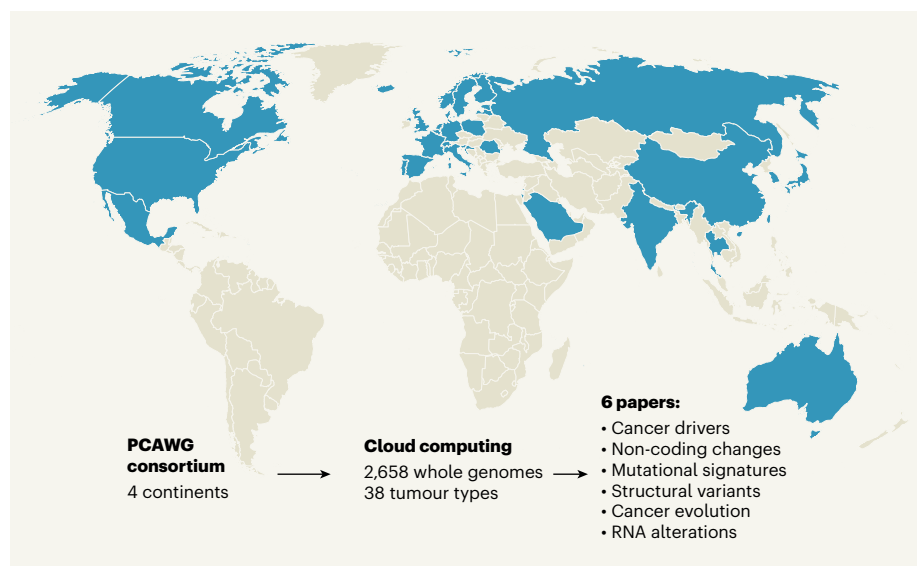 PCAWG
consortium
4 continents
Cloud computing
2,658 whole genomes
38 tumour types
6 papers:
• Cancer drivers
• Non-coding changes
• Mutational signatures
• Structural variants
• Cancer evolution
• RNA alterations